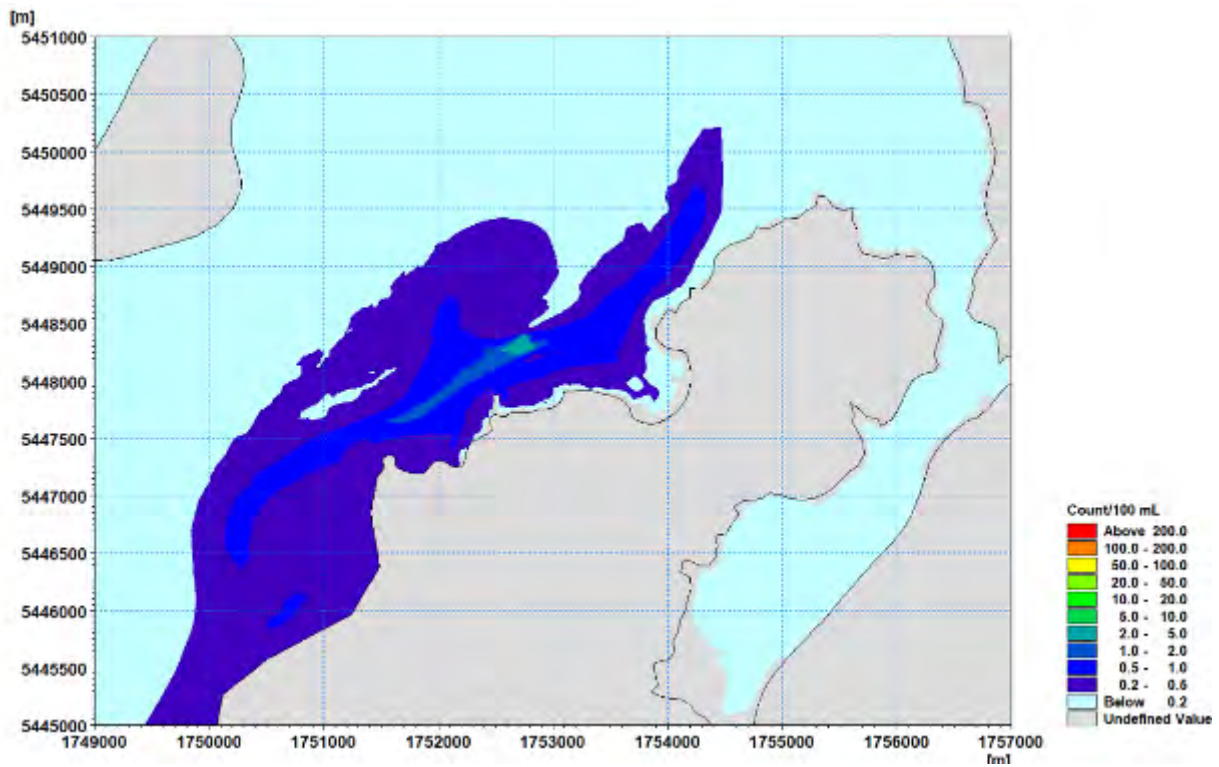 [m]
5451000
5450500
5450000
5449500
5449000
5448500
5448000
5447500
5447000
5446500
5446000
5445500
5445000
1749000 1750000 1751000 1752000 1753000 1754000 1755000 1756000 1757000
[m]
Count/100 mL
Above 200.0
100.0 - 200.0
50.0 - 100.0
20.0 - 50.0
10.0 - 20.0
5.0 - 10.0
2.0 - 5.0
1.0 - 2.0
0.5 - 1.0
0.2 - 0.5
Below 0.2
Undefined Value